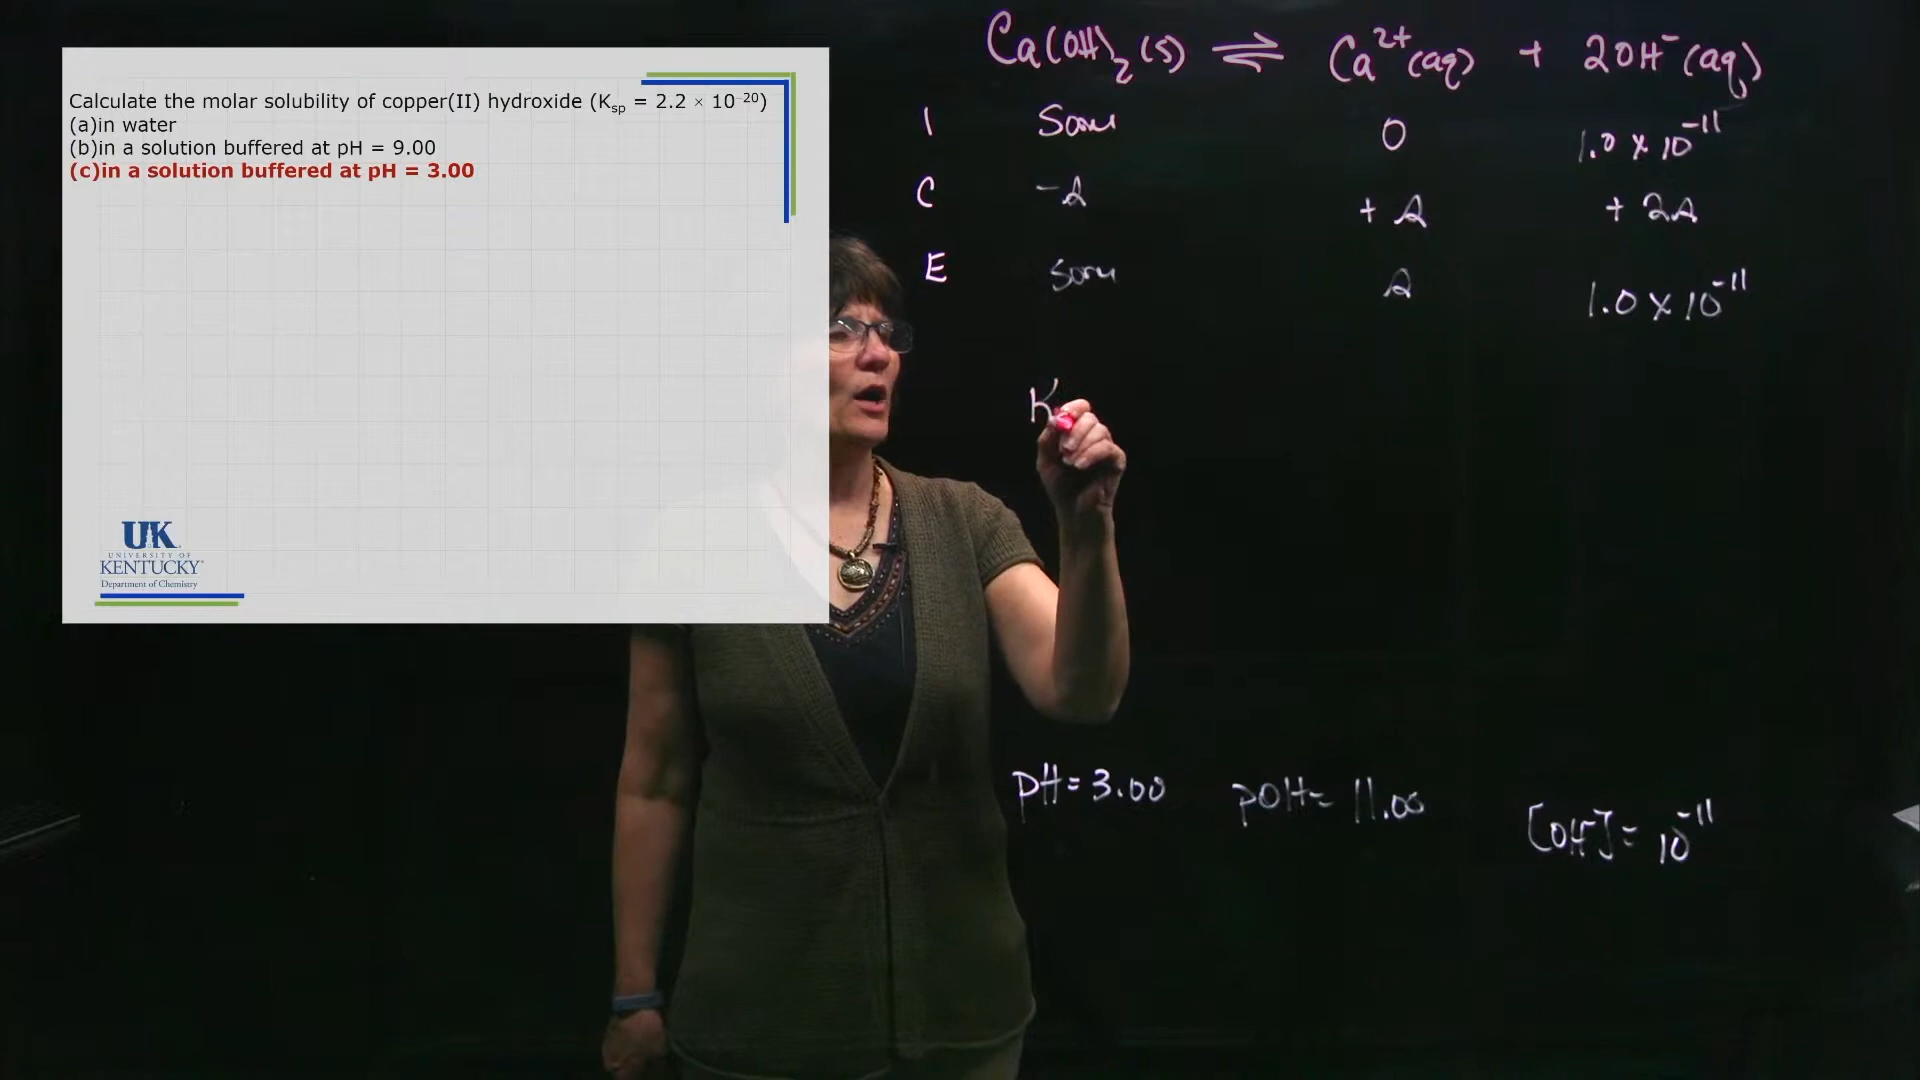 Calculate the molar solubility of copper(II) hydroxide (Ksp = 2.2 × 10⁻²⁰)
(a)in water
(b)in a solution buffered at pH = 9.00
(c)in a solution buffered at pH = 3.00
UK
UNIVERSITY OF
KENTUCKY
Department of Chemistry
Ca(OH)₂(s) ⇌ Ca²⁺(aq) + 2OH⁻(aq)
I Some 0 1.0 x 10⁻¹¹
C -s + s + 2s
E Some s 1.0 x 10⁻¹¹
K
pH = 3.00 pOH = 11.00 [OH⁻] = 10⁻¹¹